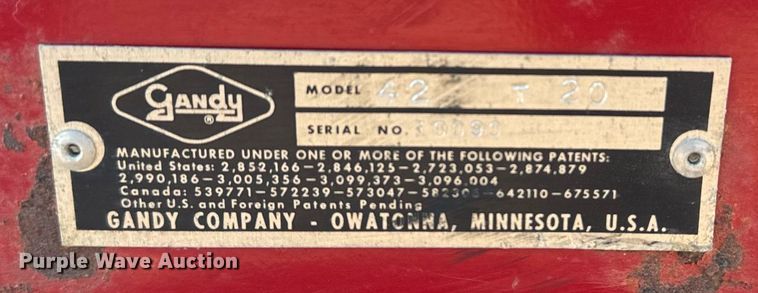 Gandy
®
MODEL 42 T 20
SERIAL NO.
MANUFACTURED UNDER ONE OR MORE OF THE FOLLOWING PATENTS:
United States: 2,852,166-2,846,125-2,723,053-2,874,879
2,990,186-3,005,356-3,099,373-3,096,004
Canada: 539771-572239-573047- -642110-675571
Other U.S. and Foreign Patents Pending
GANDY COMPANY - OWATONNA, MINNESOTA, U.S.A.
Purple Wave Auction